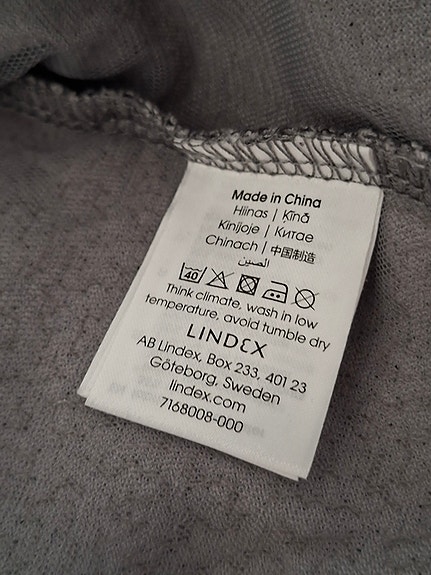 Made in China
Hiinas | Ķīnā
Kinijoje | Китае
Chinach | 中国制造
الصين
40
Think climate, wash in low
temperature, avoid tumble dry
LINDEX
AB Lindex, Box 233, 401 23
Göteborg, Sweden
lindex.com
7168008-000